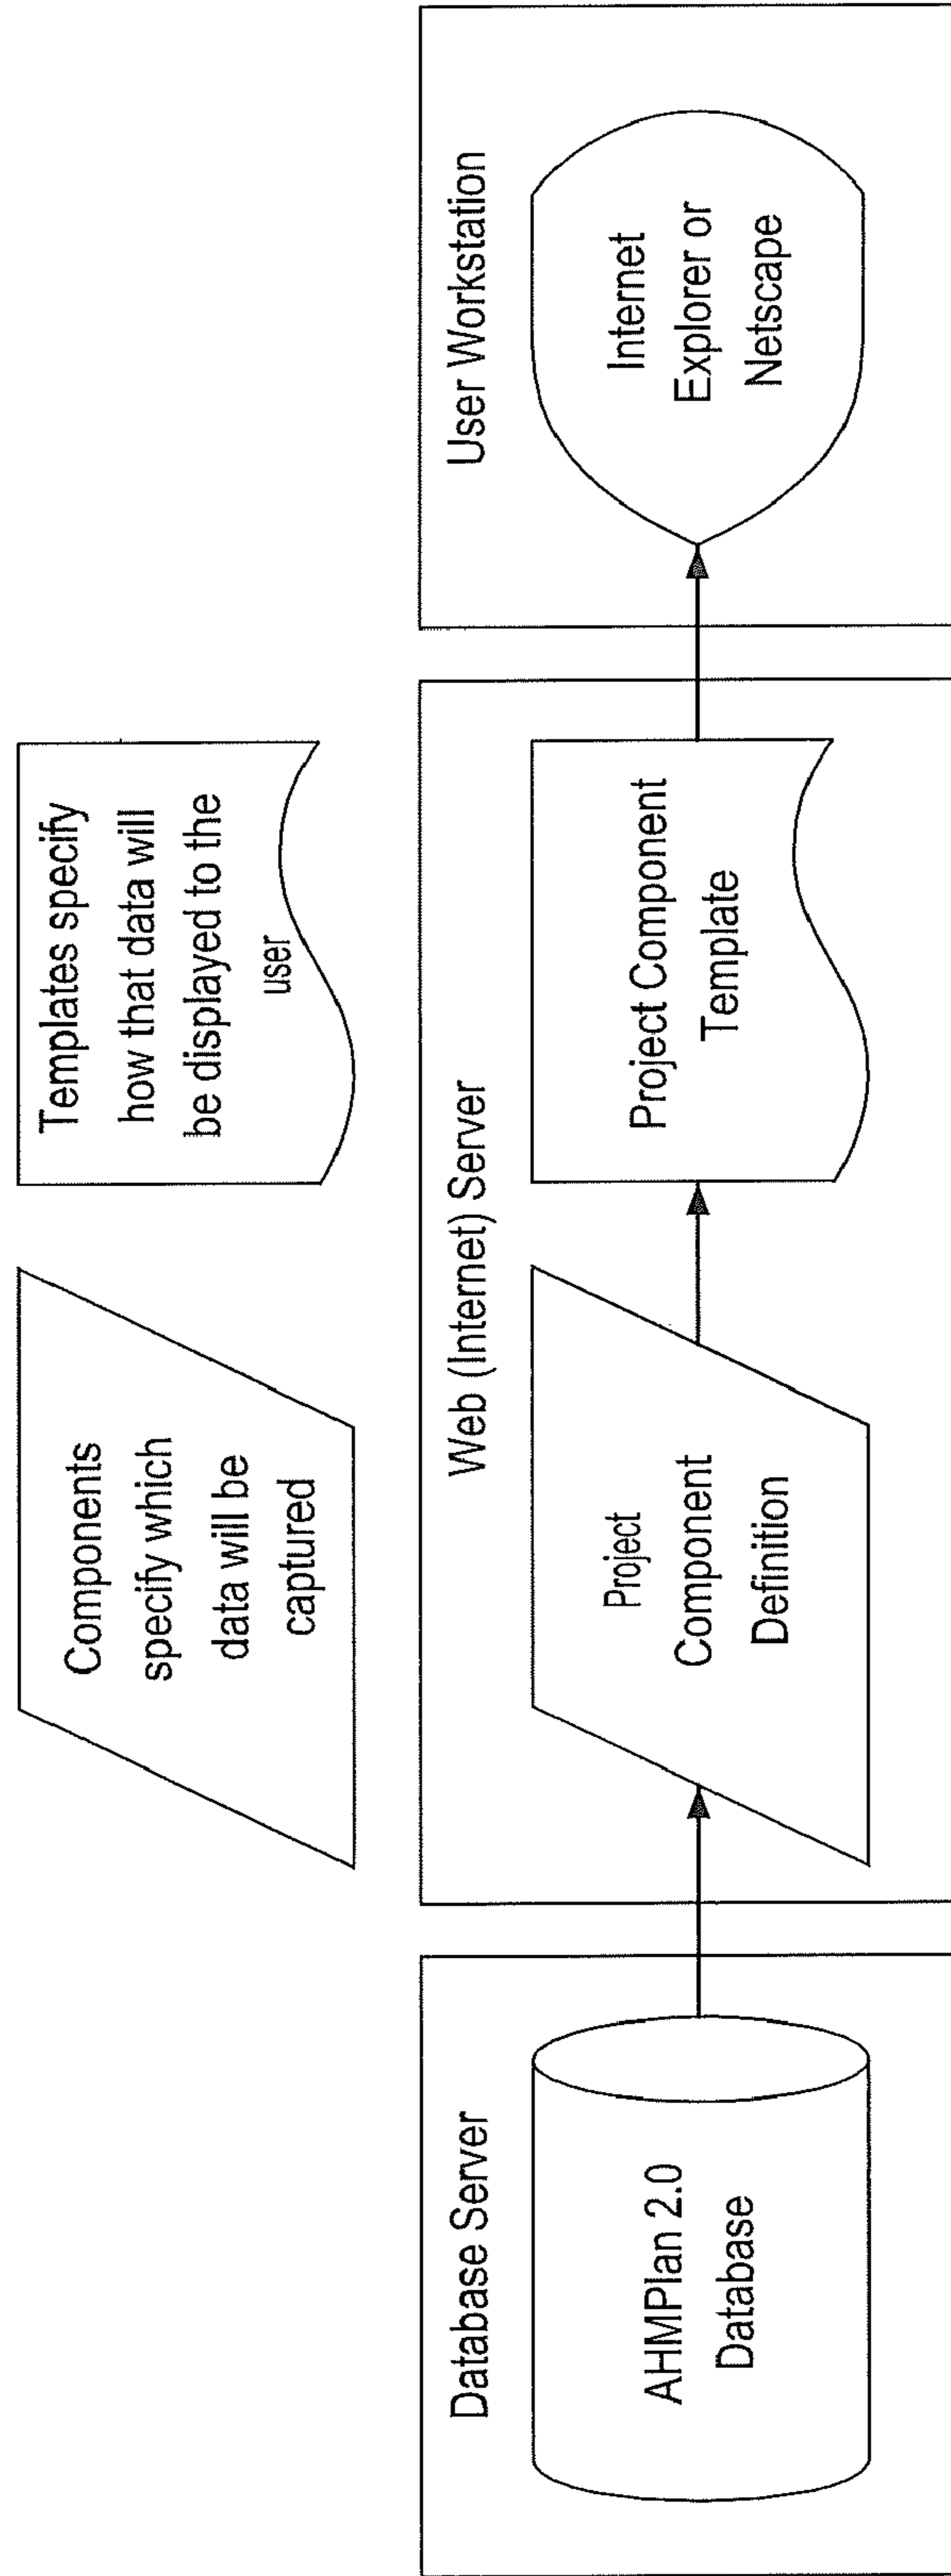 Components
specify which
data will be
captured
Templates specify
how that data will
be displayed to the
user
Database Server
AHMPlan 2.0
Database
Web (Internet) Server
Project
Component
Definition
Project Component
Template
User Workstation
Internet
Explorer or
Netscape